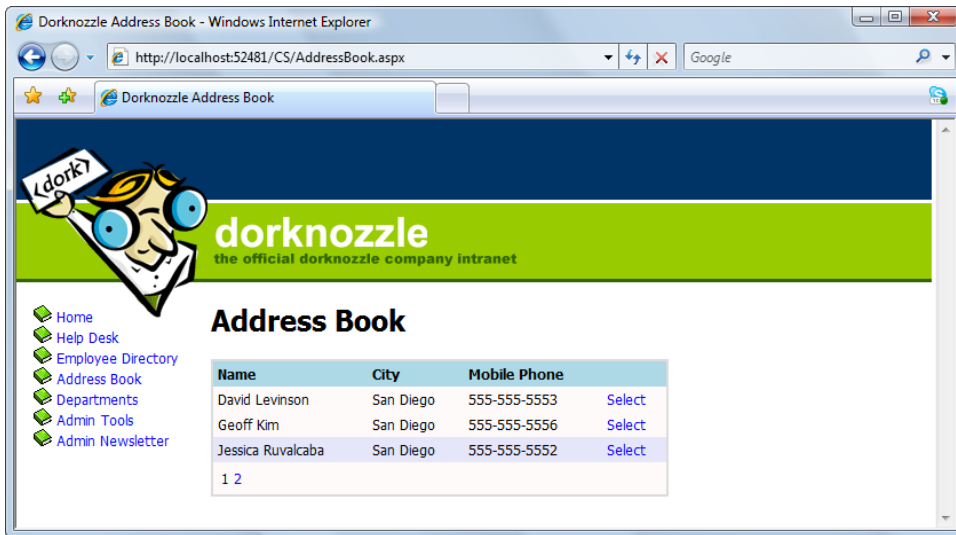 Dorknozzle Address Book - Windows Internet Explorer
http://localhost:52481/CS/AddressBook.aspx
Google
Dorknozzle Address Book
<dork>
dorknozzle
the official dorknozzle company intranet
Home
Help Desk
Employee Directory
Address Book
Departments
Admin Tools
Admin Newsletter
Address Book
Name City Mobile Phone
David Levinson San Diego 555-555-5553 Select
Geoff Kim San Diego 555-555-5556 Select
Jessica Ruvalcaba San Diego 555-555-5552 Select
1 2